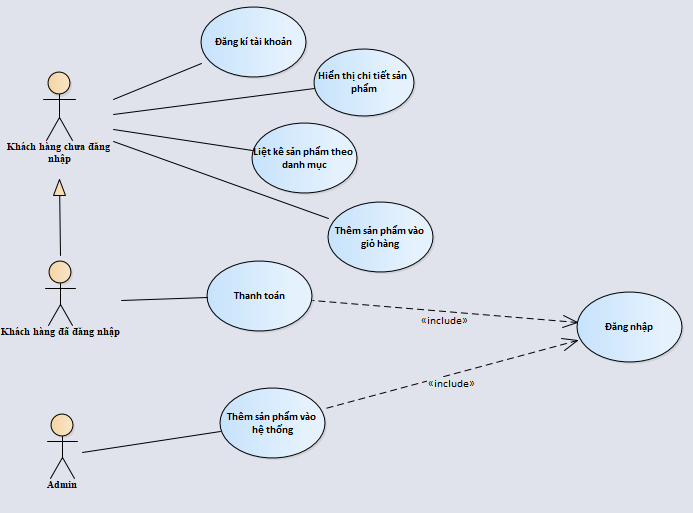 Đăng kí tài khoản
Hiển thị chi tiết sản
phẩm
Khách hàng chưa đăng
nhập
Liệt kê sản phẩm theo
danh mục
Thêm sản phẩm vào
giỏ hàng
Thanh toán
Khách hàng đã đăng nhập
«include»
Đăng nhập
«include»
Thêm sản phẩm vào
hệ thống
Admin